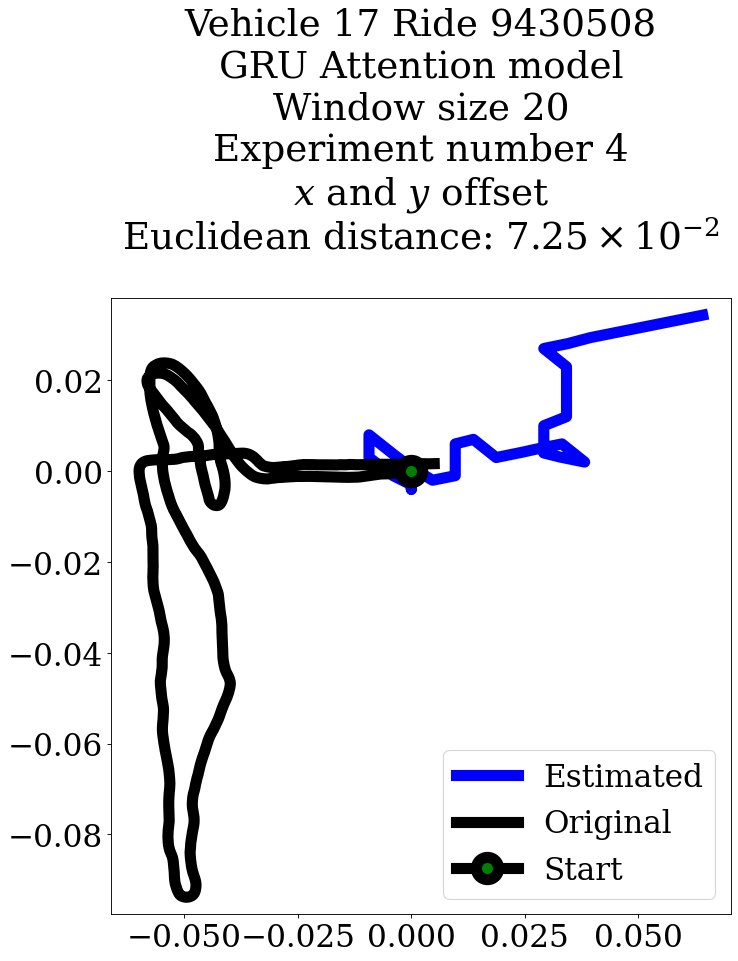 Vehicle 17 Ride 9430508
GRU Attention model
Window size 20
Experiment number 4
x and y offset
Euclidean distance: 7.25 × 10⁻²
0.02
0.00
−0.02
−0.04
−0.06
−0.08
Estimated
Original
Start
−0.050 −0.025 0.000 0.025 0.050